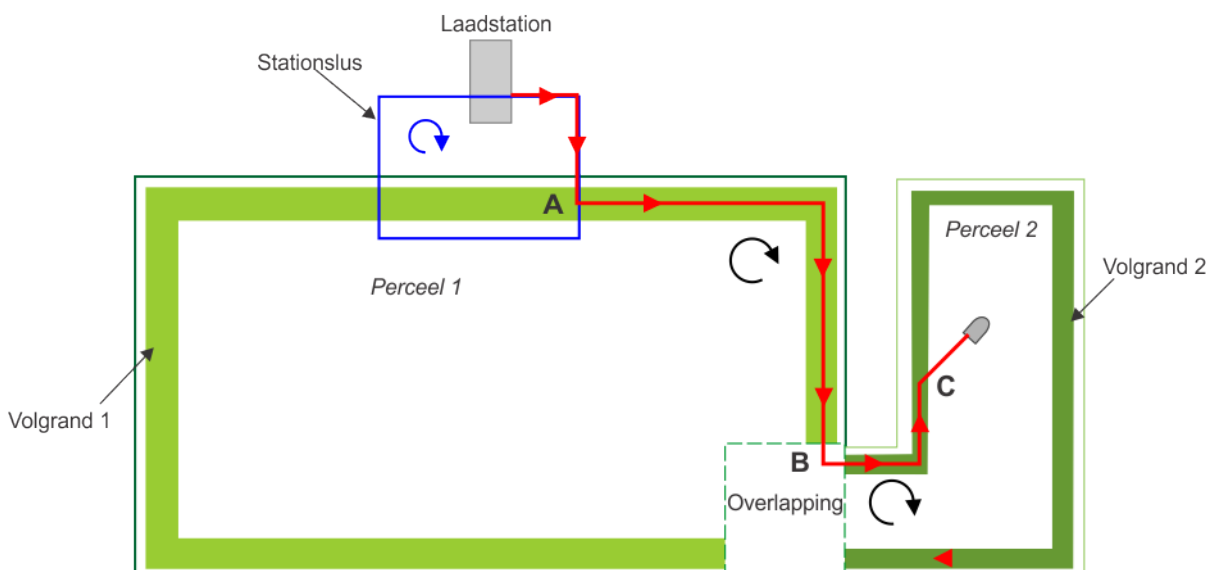 Laadstation
Stationslus
A
Perceel 2
Perceel 1
Volgrand 2
C
Volgrand 1
B
Overlapping